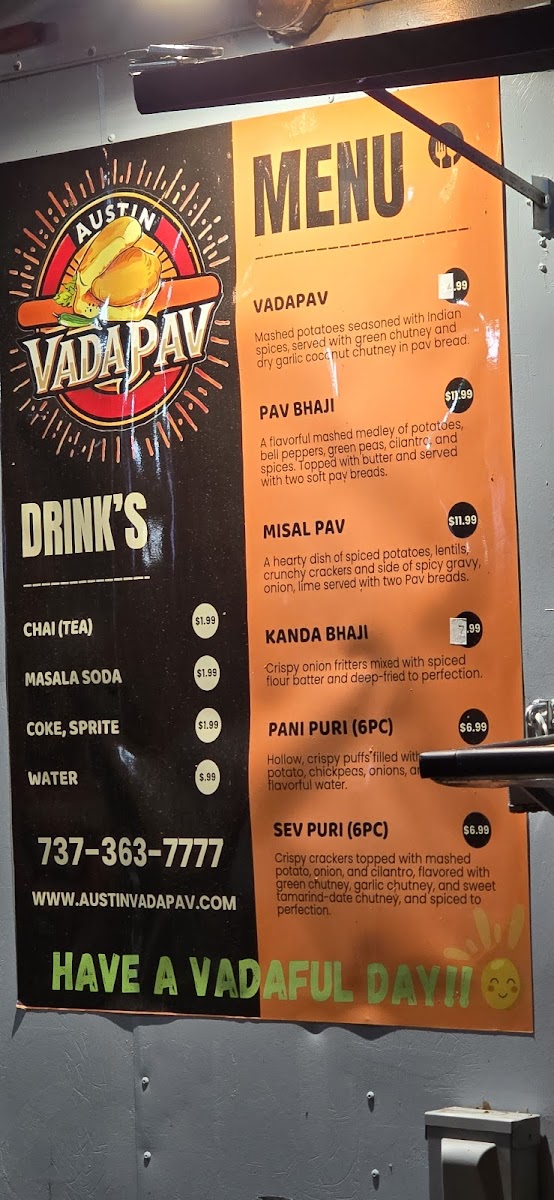 AUSTIN
VADAPAV
DRINK'S
CHAI (TEA) $1.99
MASALA SODA $1.99
COKE, SPRITE $1.99
WATER $.99
737-363-7777
WWW.AUSTINVADAPAV.COM
MENU
VADAPAV .99
Mashed potatoes seasoned with Indian
spices, served with green chutney and
dry garlic coconut chutney in pav bread.
PAV BHAJI $11.99
A flavorful mashed medley of potatoes,
bell peppers, green peas, cilantro, and
spices. Topped with butter and served
with two soft pav breads.
MISAL PAV $11.99
A hearty dish of spiced potatoes, lentils,
crunchy crackers and side of spicy gravy,
onion, lime served with two Pav breads.
KANDA BHAJI 7.99
Crispy onion fritters mixed with spiced
flour batter and deep-fried to perfection.
PANI PURI (6PC) $6.99
Hollow, crispy puffs filled with
potato, chickpeas, onions,
flavorful water.
SEV PURI (6PC) $6.99
Crispy crackers topped with mashed
potato, onion, and cilantro, flavored with
green chutney, garlic chutney, and sweet
tamarind-date chutney, and spiced to
perfection.
HAVE A VADAFUL DAY!!